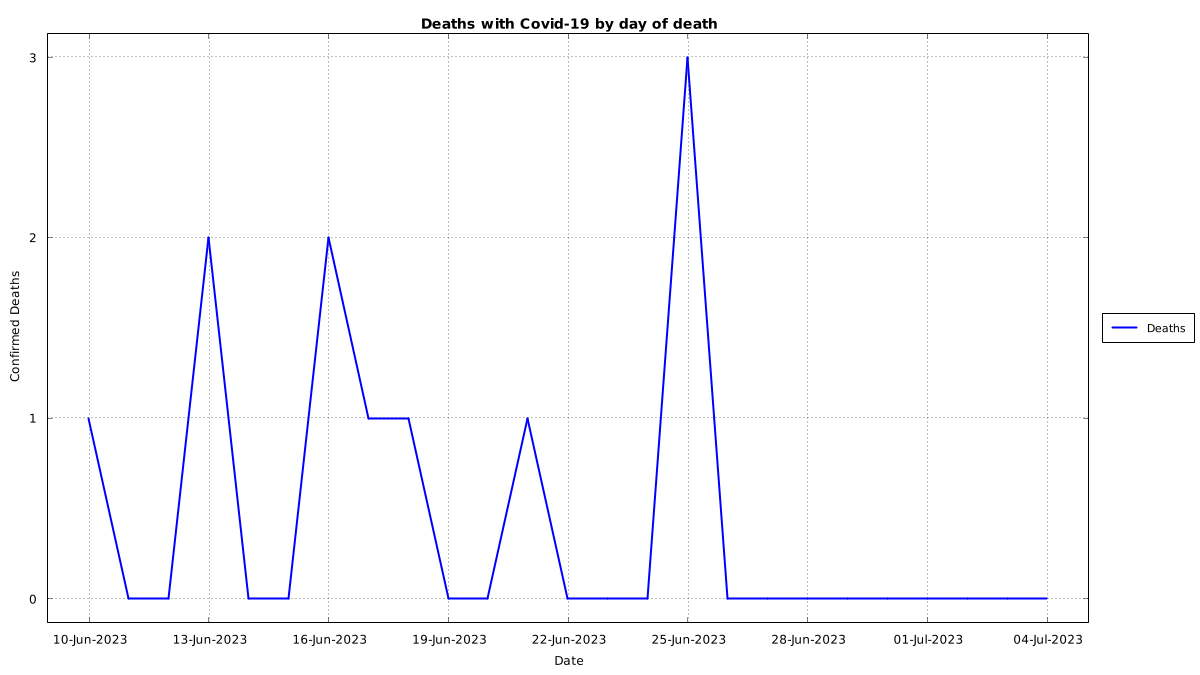 Deaths with Covid-19 by day of death
3
2
1
0
Confirmed Deaths
10-Jun-2023
13-Jun-2023
16-Jun-2023
19-Jun-2023
22-Jun-2023
25-Jun-2023
28-Jun-2023
01-Jul-2023
04-Jul-2023
Date
Deaths